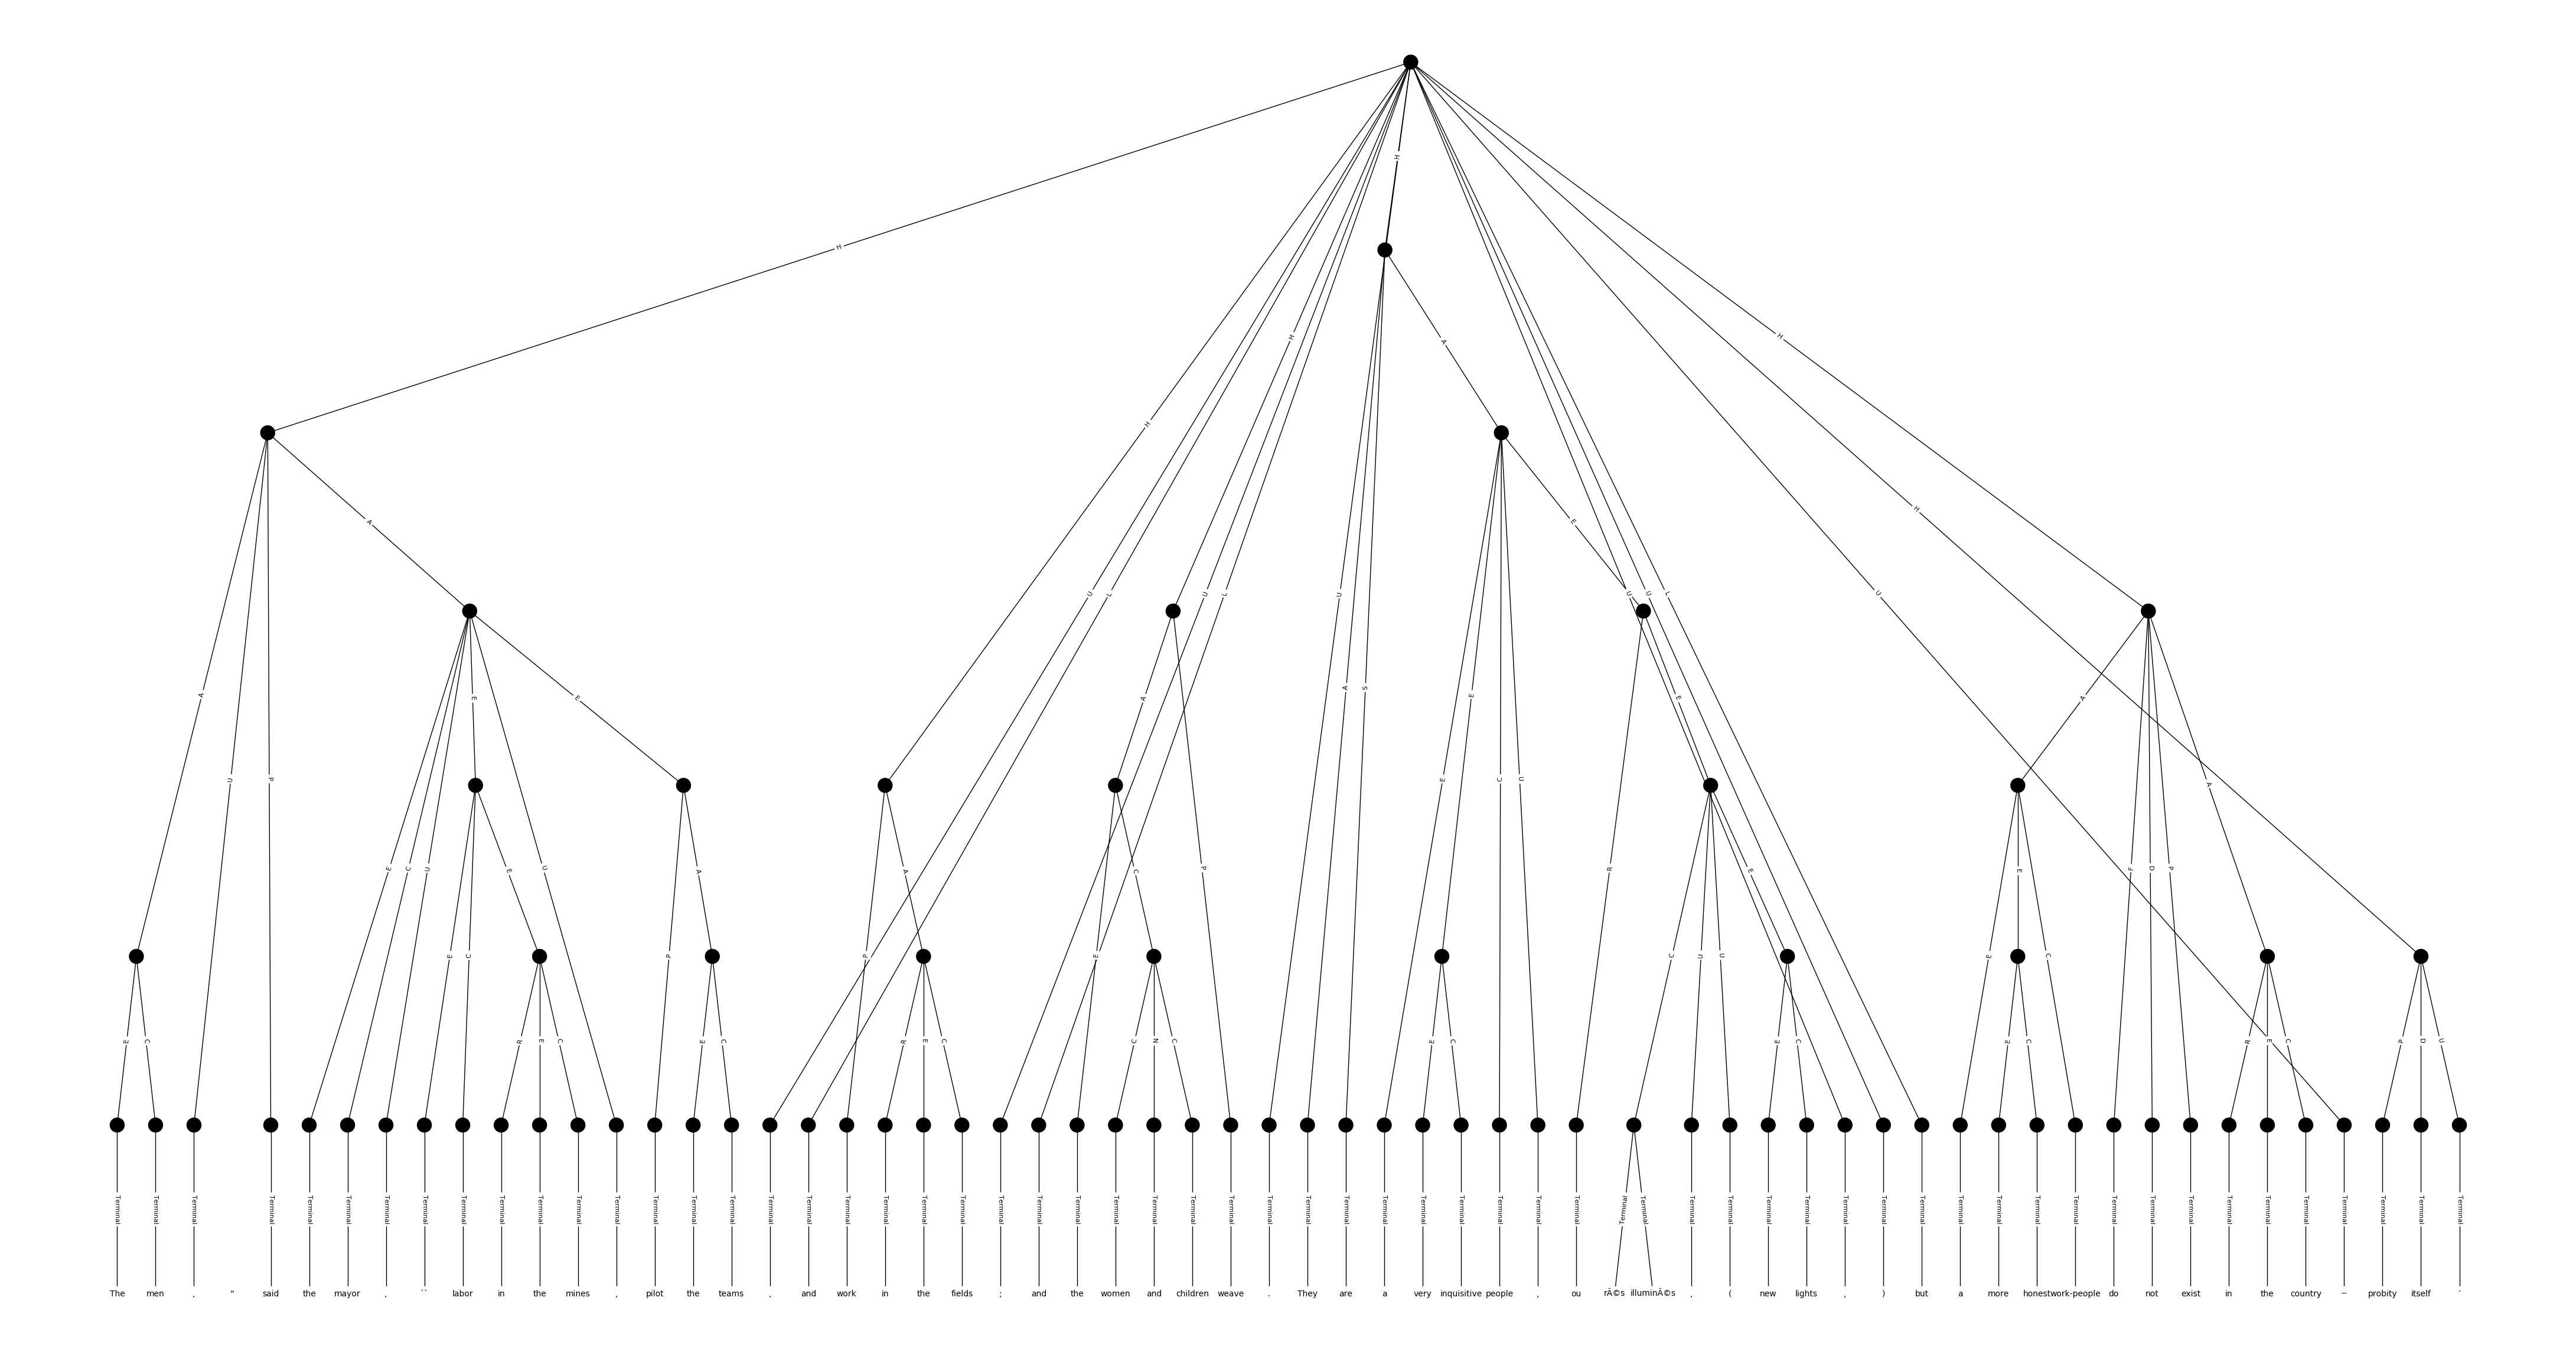 H
H
H
H
A
H
H
A
E
U
L
U
L
U
U
U
L
U
A
U
P
E
E
A
A
S
E
E
A
E
C
U
P
E
C
U
R
A
E
C
U
E
U
P
A
A
C
P
E
F
D
P
E
C
E
P
P
E
C
U
U
E
C
E
C
R
E
C
E
C
R
E
C
C
N
C
E
C
E
C
E
C
R
E
C
P
D
U
Terminal Terminal Terminal Terminal Terminal Terminal Terminal Terminal Terminal Terminal Terminal Terminal Terminal Terminal Terminal Terminal Terminal Terminal Terminal Terminal Terminal Terminal Terminal Terminal Terminal Terminal Terminal Terminal Terminal Terminal Terminal Terminal Terminal Terminal Terminal Terminal Terminal Terminal Terminal Terminal Terminal Terminal Terminal Terminal Terminal Terminal Terminal Terminal Terminal Terminal Terminal Terminal Terminal Terminal Terminal Terminal Terminal Terminal Terminal Terminal Terminal
The men , " said the mayor , `` labor in the mines , pilot the teams , and work in the fields ; and the women and children weave . They are a very inquisitive people , ou rÃ©s illuminÃ©s , ( new lights , ) but a more honest work-people do not exist in the country -- probity itself '